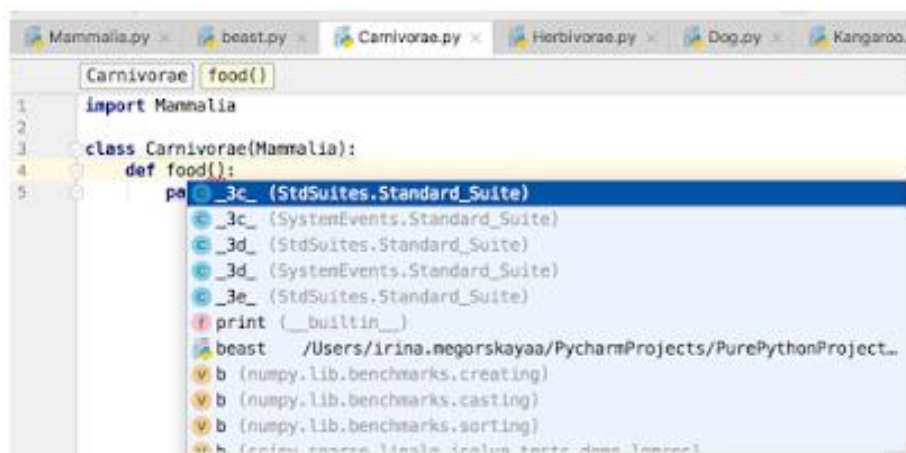 Mammalia.py beast.py Carnivorae.py Herbivorae.py Dog.py Kangaroo.
Carnivorae food()
1 import Mammalia
2
3 class Carnivorae(Mammalia):
4 def food():
5 pa
_3c_ (StdSuites.Standard_Suite)
_3c_ (SystemEvents.Standard_Suite)
_3d_ (StdSuites.Standard_Suite)
_3d_ (SystemEvents.Standard_Suite)
_3e_ (StdSuites.Standard_Suite)
print (__builtin__)
beast /Users/irina.megorskayaa/PycharmProjects/PurePythonProject…
b (numpy.lib.benchmarks.creating)
b (numpy.lib.benchmarks.casting)
b (numpy.lib.benchmarks.sorting)